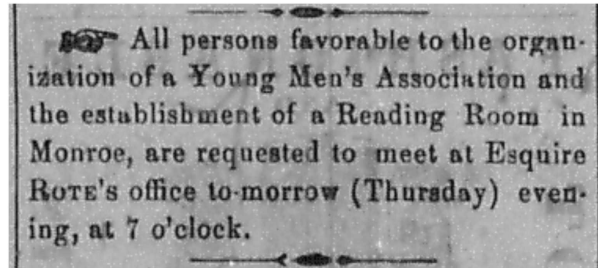 ☞ All persons favorable to the organ-
ization of a Young Men's Association and
the establishment of a Reading Room in
Monroe, are requested to meet at Esquire
ROTE's office to-morrow (Thursday) even-
ing, at 7 o'clock.